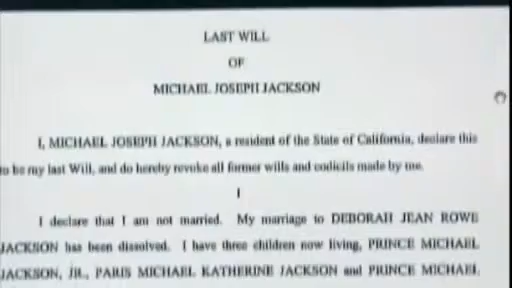 LAST WILL
OF
MICHAEL JOSEPH JACKSON
I, MICHAEL JOSEPH JACKSON, a resident of the State of California, declare this
to be my last Will, and do hereby revoke all former wills and codicils made by me.
I
I declare that I am not married. My marriage to DEBORAH JEAN ROWE
JACKSON has been dissolved. I have three children now living, PRINCE MICHAEL
JACKSON, JR., PARIS MICHAEL KATHERINE JACKSON and PRINCE MICHAEL